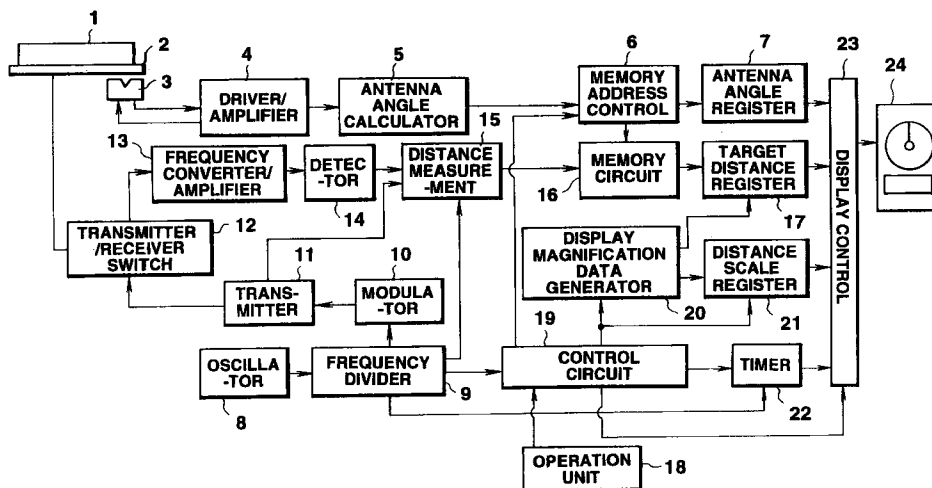 1
2
3
4
DRIVER/
AMPLIFIER
5
ANTENNA
ANGLE
CALCULATOR
6
MEMORY
ADDRESS
CONTROL
7
ANTENNA
ANGLE
REGISTER
23
DISPLAY CONTROL
24
13
FREQUENCY
CONVERTER/
AMPLIFIER
DETEC
-TOR
14
15
DISTANCE
MEASURE
-MENT
MEMORY
CIRCUIT
16
TARGET
DISTANCE
REGISTER
17
TRANSMITTER
/RECEIVER
SWITCH
12
11
TRANS-
MITTER
10
MODULA
-TOR
DISPLAY
MAGNIFICATION
DATA
GENERATOR
20
DISTANCE
SCALE
REGISTER
21
OSCILLA
-TOR
8
FREQUENCY
DIVIDER
9
19
CONTROL
CIRCUIT
TIMER
22
OPERATION
UNIT
18